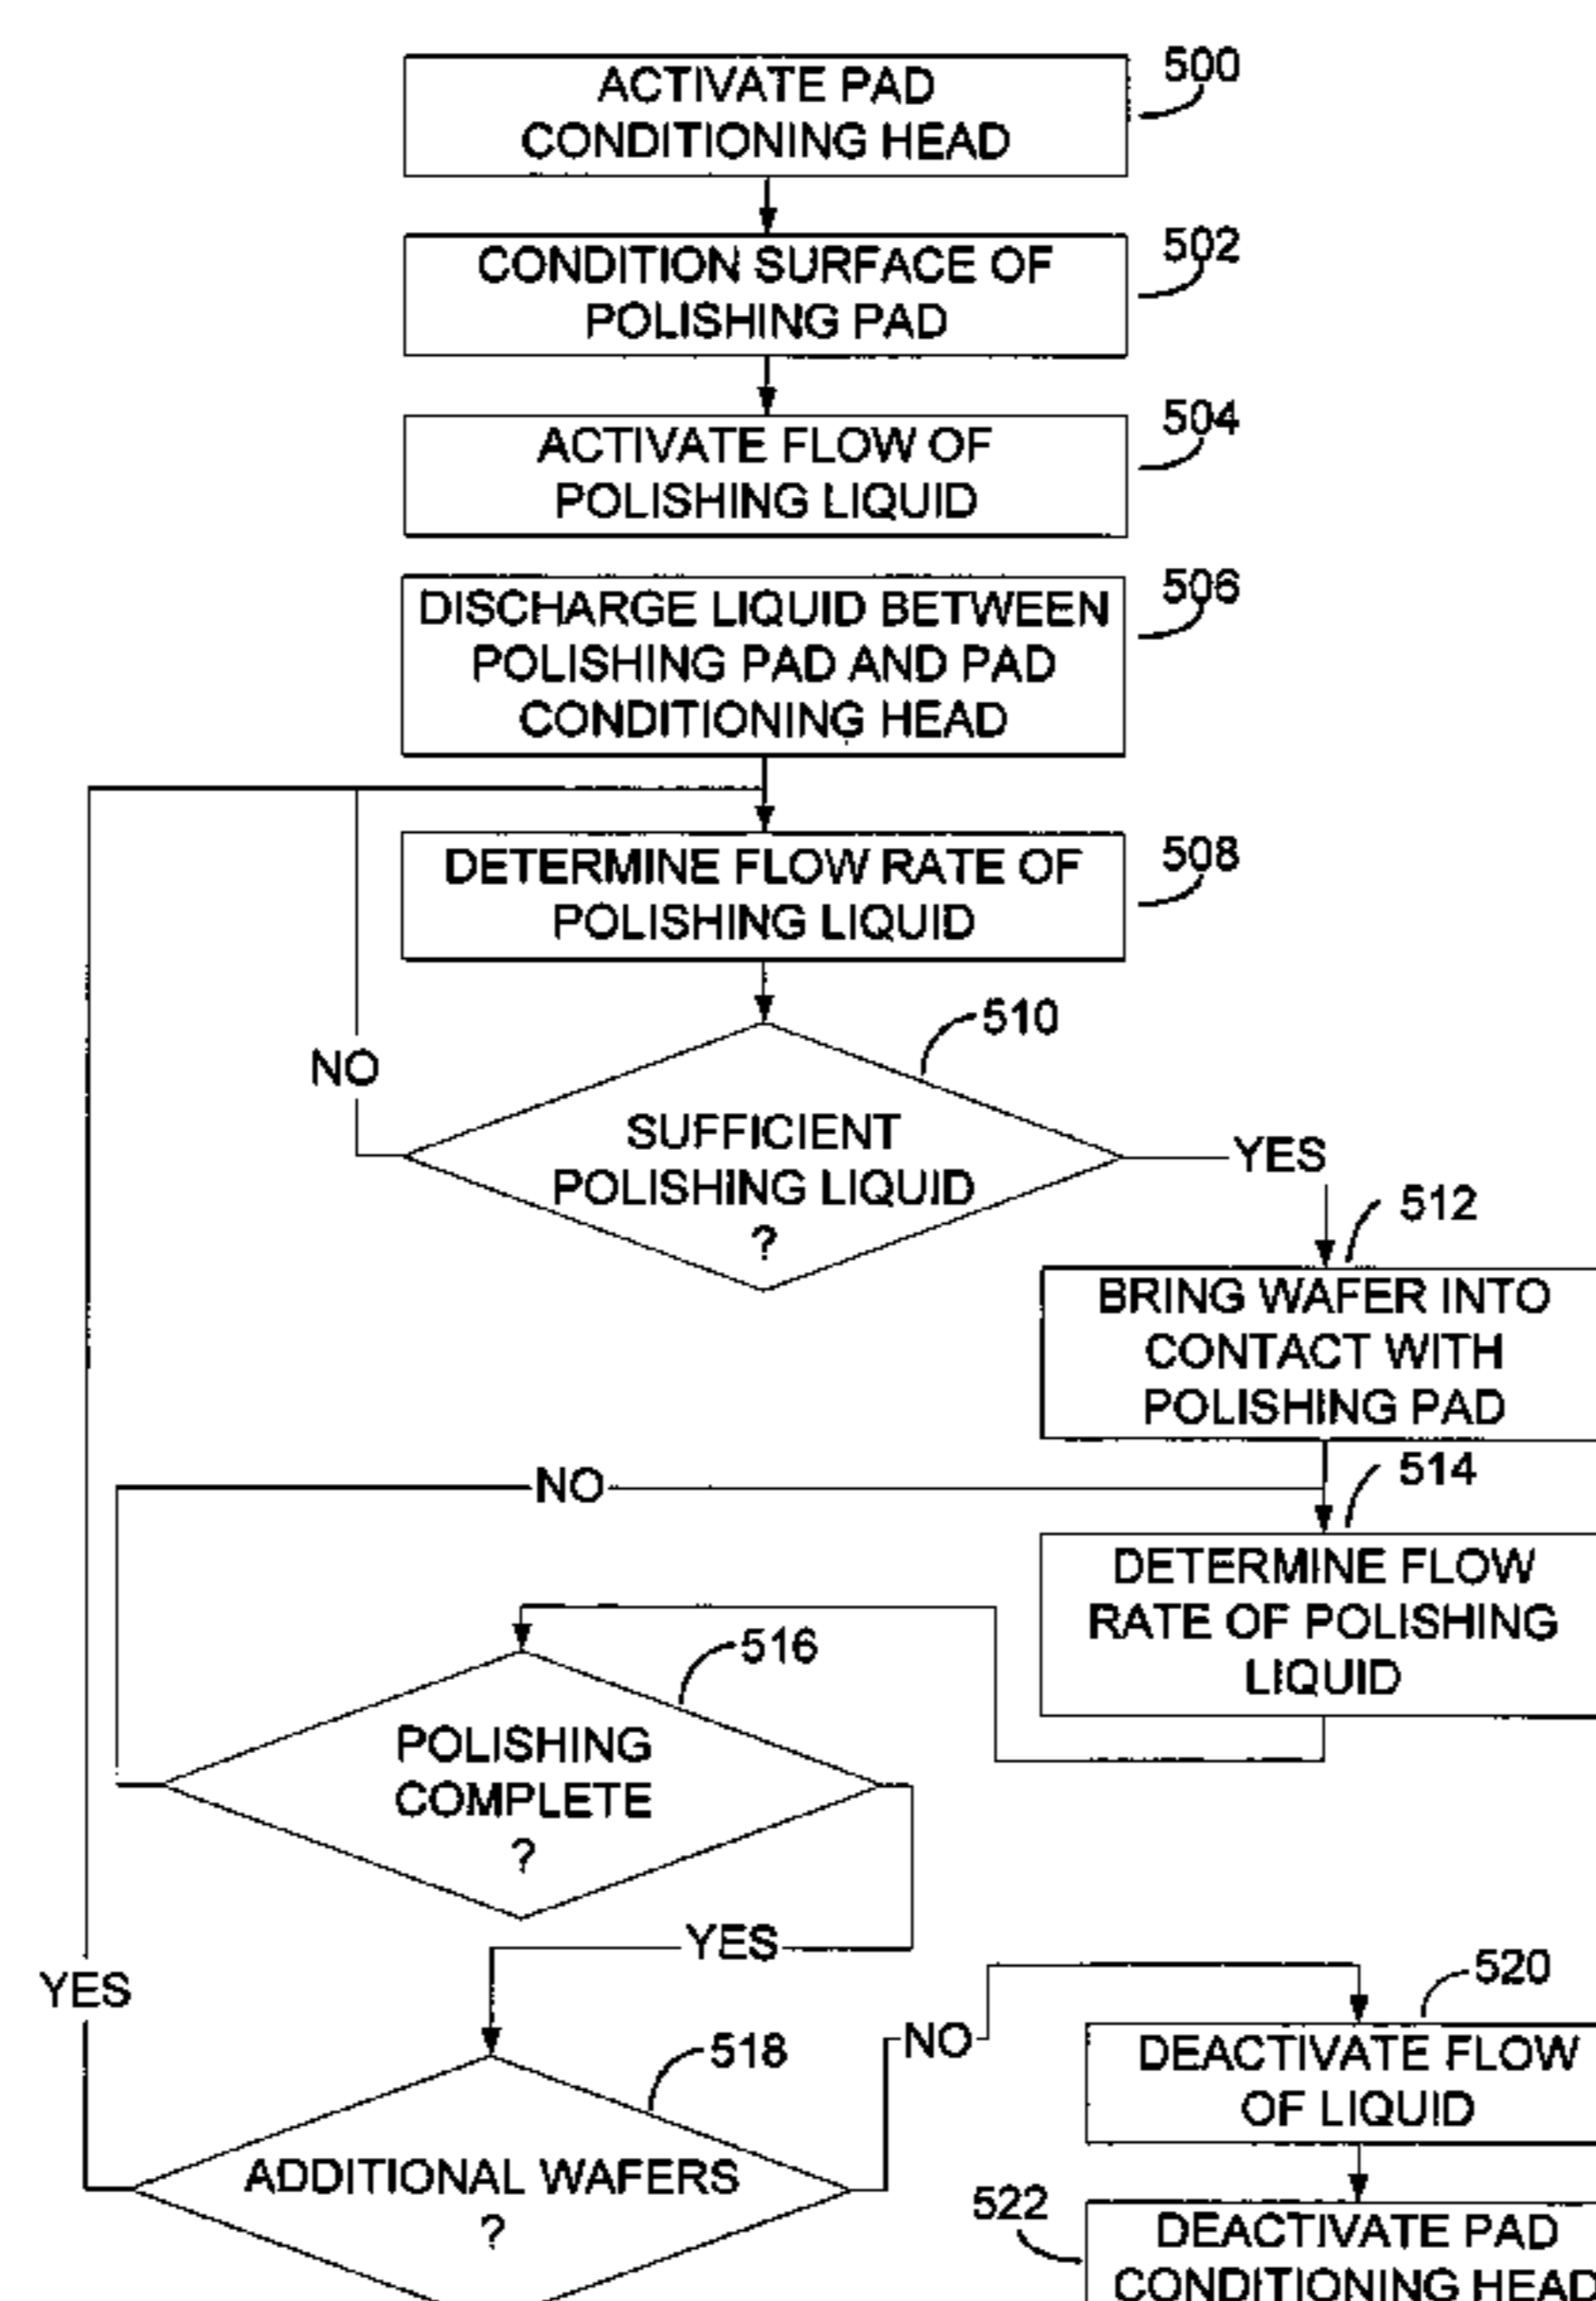 ACTIVATE PAD
CONDITIONING HEAD
500
CONDITION SURFACE OF
POLISHING PAD
502
ACTIVATE FLOW OF
POLISHING LIQUID
504
DISCHARGE LIQUID BETWEEN
POLISHING PAD AND PAD
CONDITIONING HEAD
506
DETERMINE FLOW RATE OF
POLISHING LIQUID
508
510
NO
SUFFICIENT
POLISHING LIQUID
?
YES
512
BRING WAFER INTO
CONTACT WITH
POLISHING PAD
NO
514
DETERMINE FLOW
RATE OF POLISHING
LIQUID
516
POLISHING
COMPLETE
?
YES
YES
518
ADDITIONAL WAFERS
?
NO
520
DEACTIVATE FLOW
OF LIQUID
522
DEACTIVATE PAD
CONDITIONING HEAD